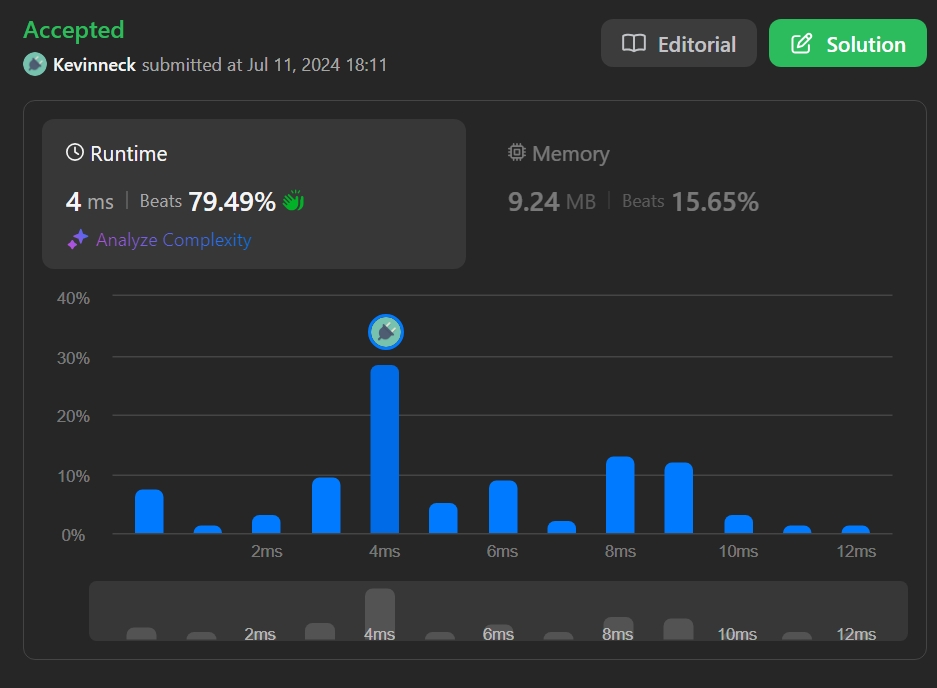 Accepted
Editorial
Solution
Kevinneck submitted at Jul 11, 2024 18:11
Runtime
Memory
4 ms | Beats 79.49%
9.24 MB | Beats 15.65%
Analyze Complexity
40%
30%
20%
10%
0%
2ms 4ms 6ms 8ms 10ms 12ms
2ms 4ms 6ms 8ms 10ms 12ms